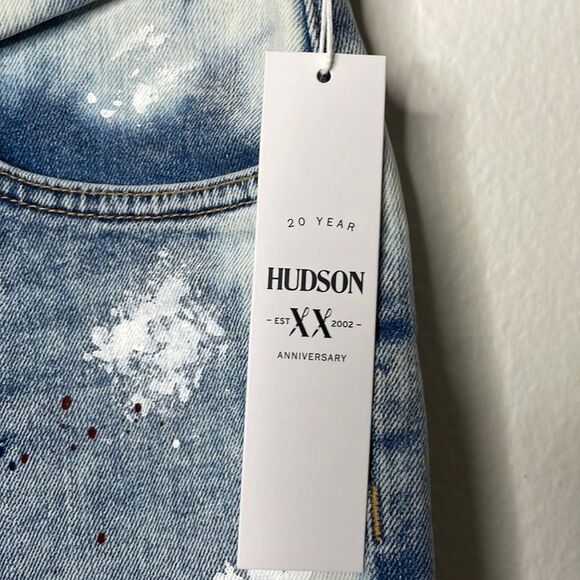 20 YEAR
HUDSON
- EST XX 2002 -
ANNIVERSARY